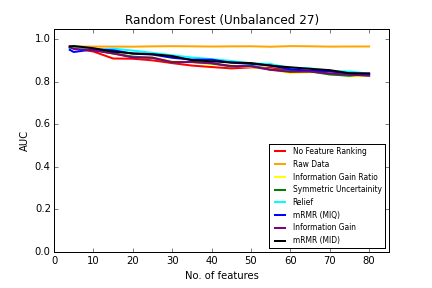 Random Forest (Unbalanced 27)
1.0
0.8
0.6
0.4
0.2
0.0
AUC
0 10 20 30 40 50 60 70 80
No. of features
No Feature Ranking
Raw Data
Information Gain Ratio
Symmetric Uncertainity
Relief
mRMR (MIQ)
Information Gain
mRMR (MID)